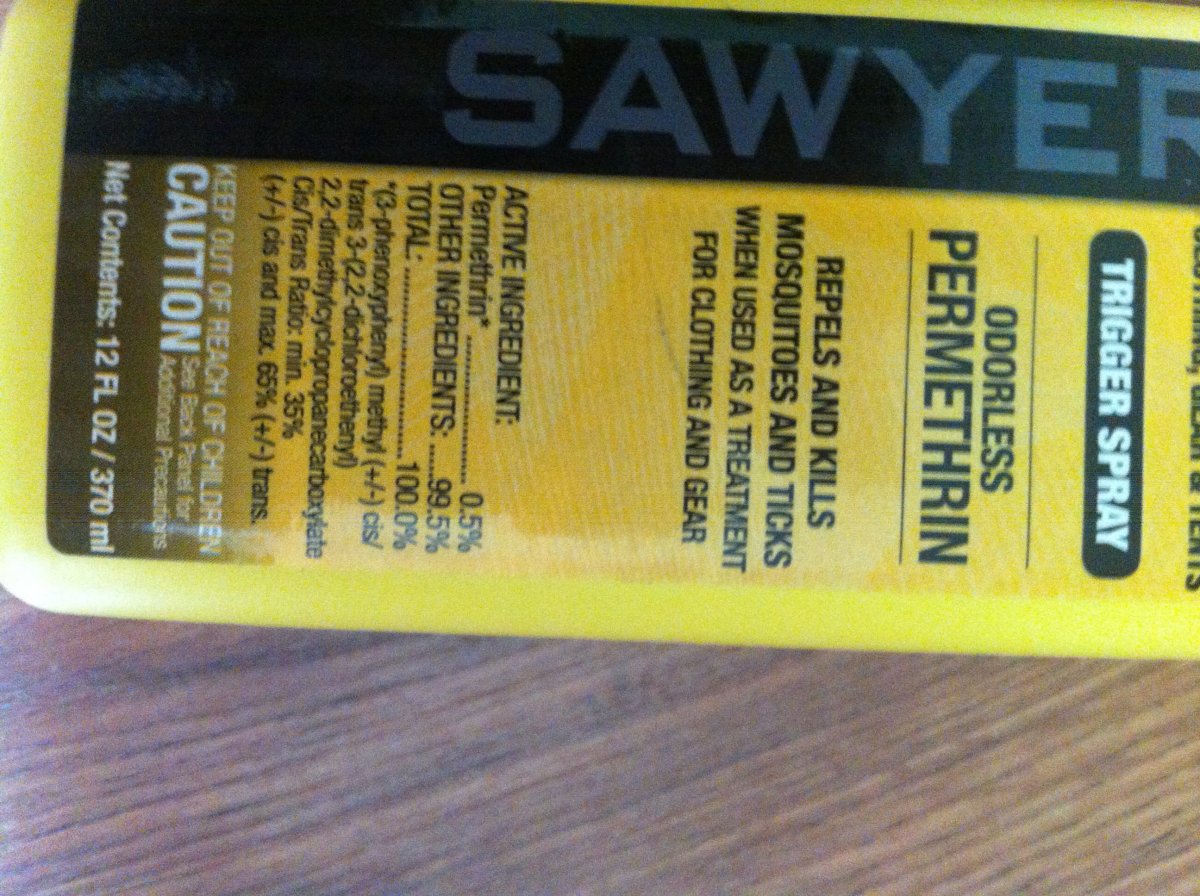 SAWYER
TRIGGER SPRAY
ODORLESS
PERMETHRIN
REPELS AND KILLS
MOSQUITOES AND TICKS
WHEN USED AS A TREATMENT
FOR CLOTHING AND GEAR
ACTIVE INGREDIENT:
Permethrin* .................... 0.5%
OTHER INGREDIENTS: ......99.5%
TOTAL: ............................ 100.0%
*(3-phenoxyphenyl) methyl (+/-) cis/
trans 3-(2,2-dichloroethenyl)
2,2-dimethylcyclopropanecarboxylate
Cis/Trans Ratio: min. 35%
(+/-) cis and max. 65% (+/-) trans.
KEEP OUT OF REACH OF CHILDREN
CAUTION See Back Panel for
Additional Precautions
Net Contents: 12 FL OZ / 370 ml